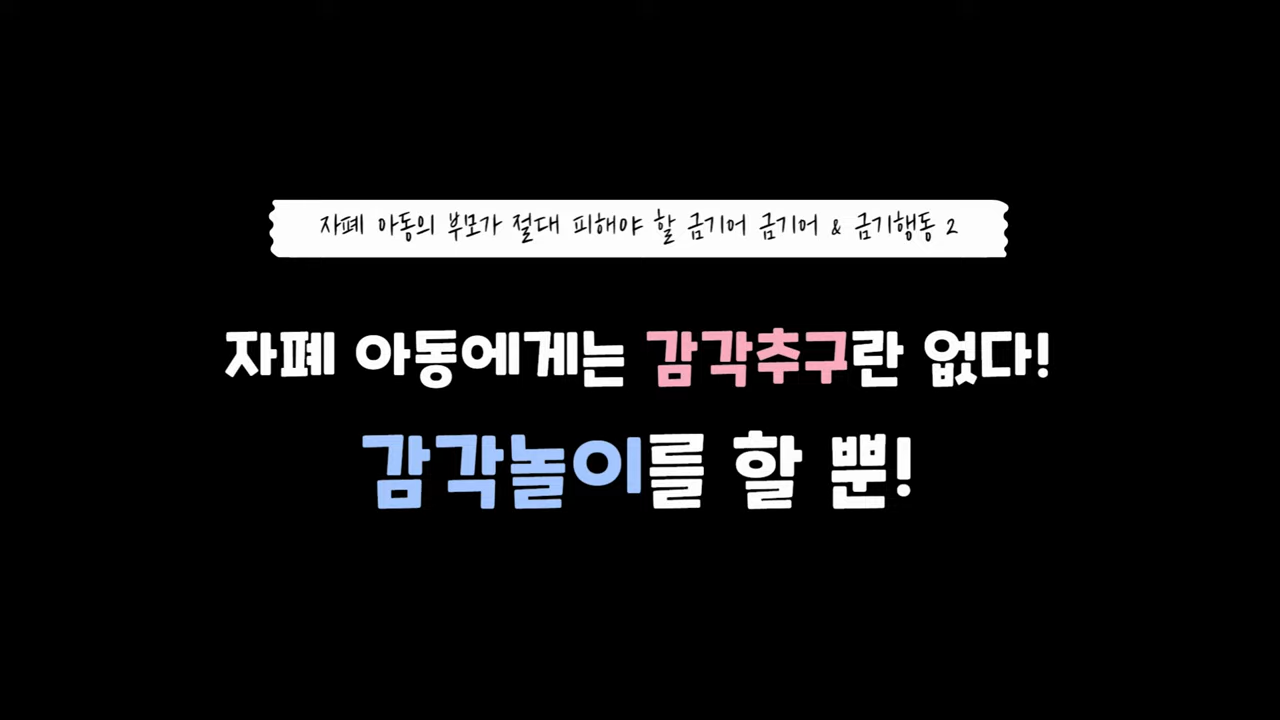 자폐 아동의 부모가 절대 피해야 할 금기어 금기어 & 금기행동 2
자폐 아동에게는 감각추구란 없다!
감각놀이를 할 뿐!